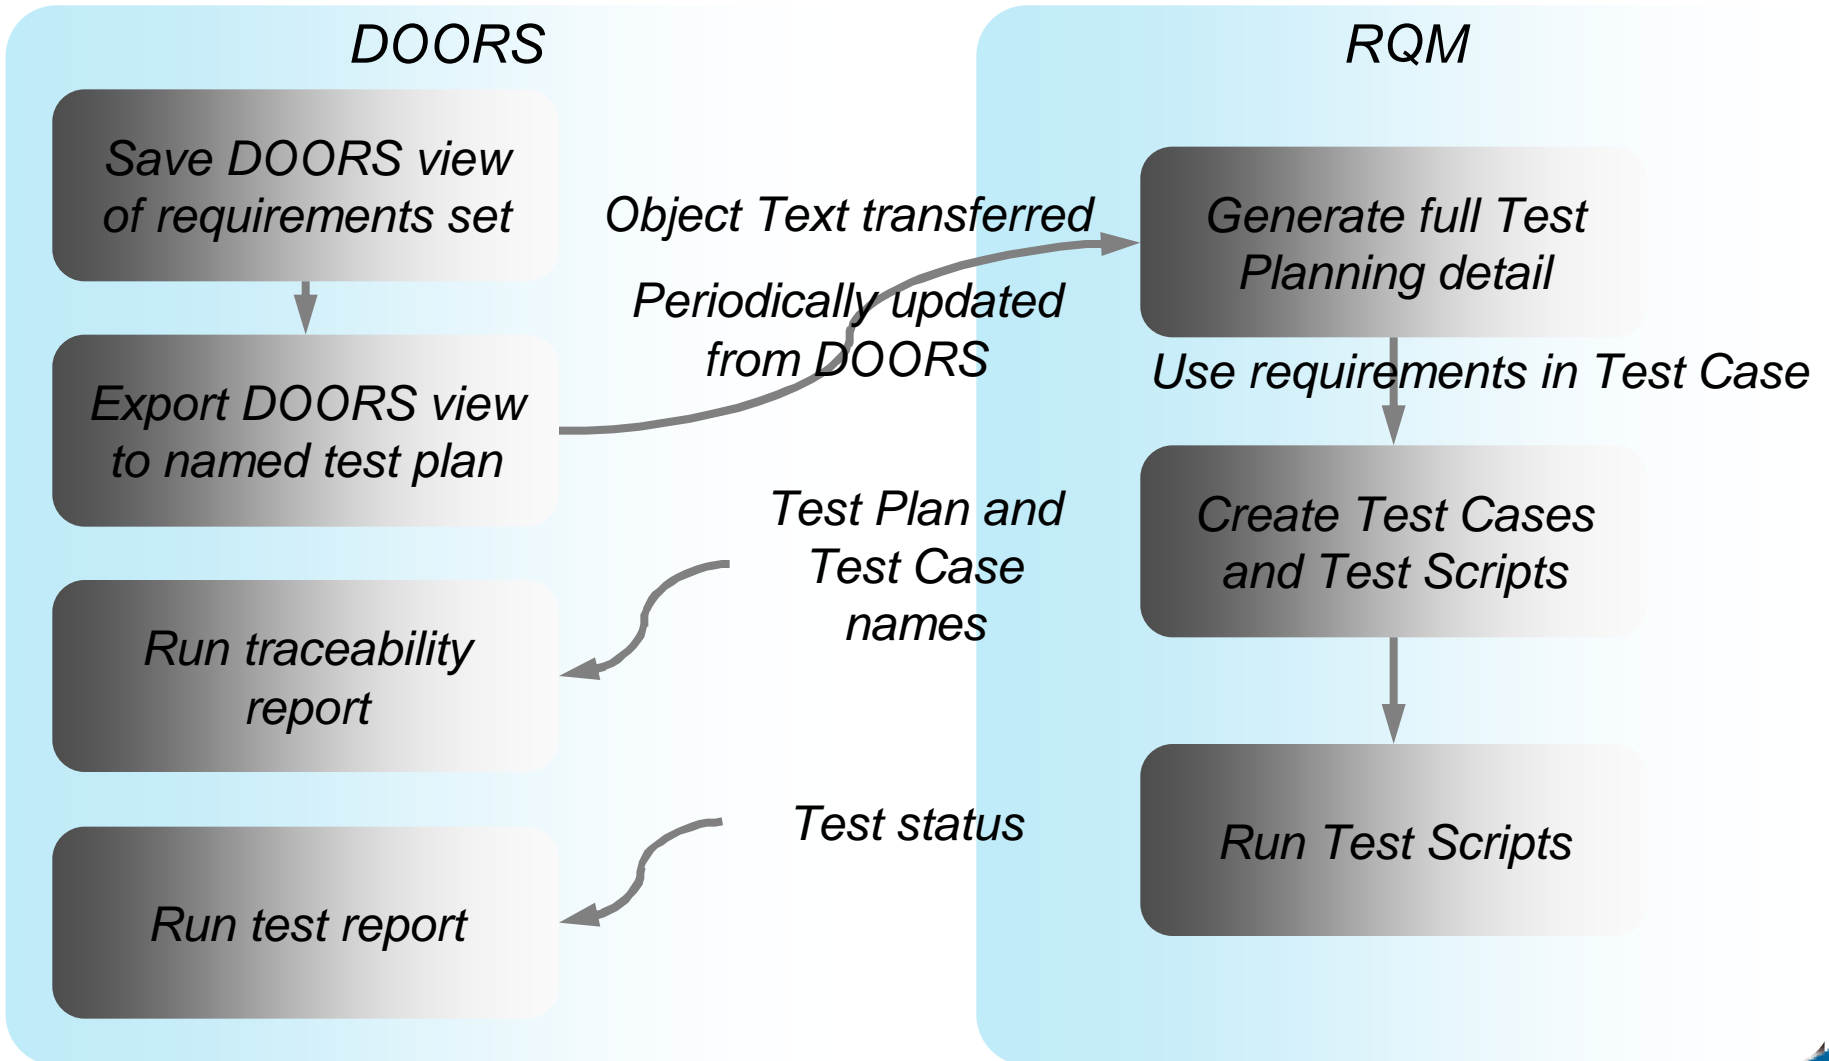 DOORS
Save DOORS view
of requirements set
Export DOORS view
to named test plan
Run traceability
report
Run test report
Object Text transferred
Periodically updated
from DOORS
Test Plan and
Test Case
names
Test status
RQM
Generate full Test
Planning detail
Use requirements in Test Case
Create Test Cases
and Test Scripts
Run Test Scripts